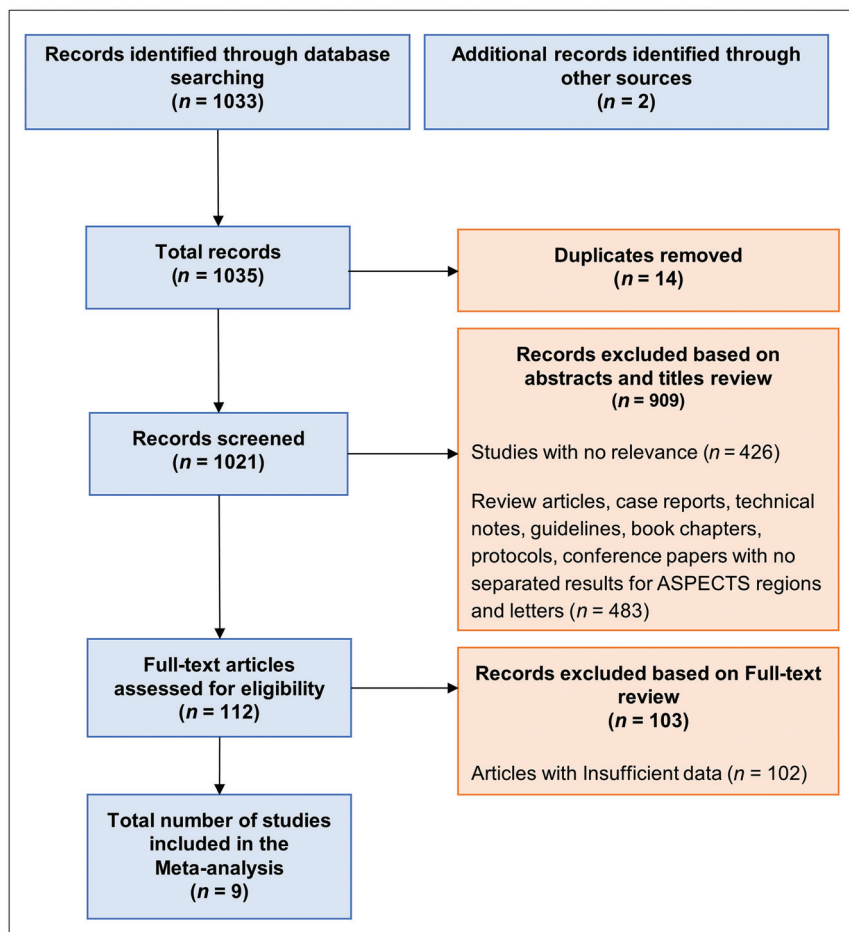 Records identified through database
searching
(n = 1033)
Additional records identified through
other sources
(n = 2)
Total records
(n = 1035)
Duplicates removed
(n = 14)
Records excluded based on
abstracts and titles review
(n = 909)
Studies with no relevance (n = 426)
Review articles, case reports, technical
notes, guidelines, book chapters,
protocols, conference papers with no
separated results for ASPECTS regions
and letters (n = 483)
Records screened
(n = 1021)
Full-text articles
assessed for eligibility
(n = 112)
Records excluded based on Full-text
review
(n = 103)
Articles with Insufficient data (n = 102)
Total number of studies
included in the
Meta-analysis
(n = 9)